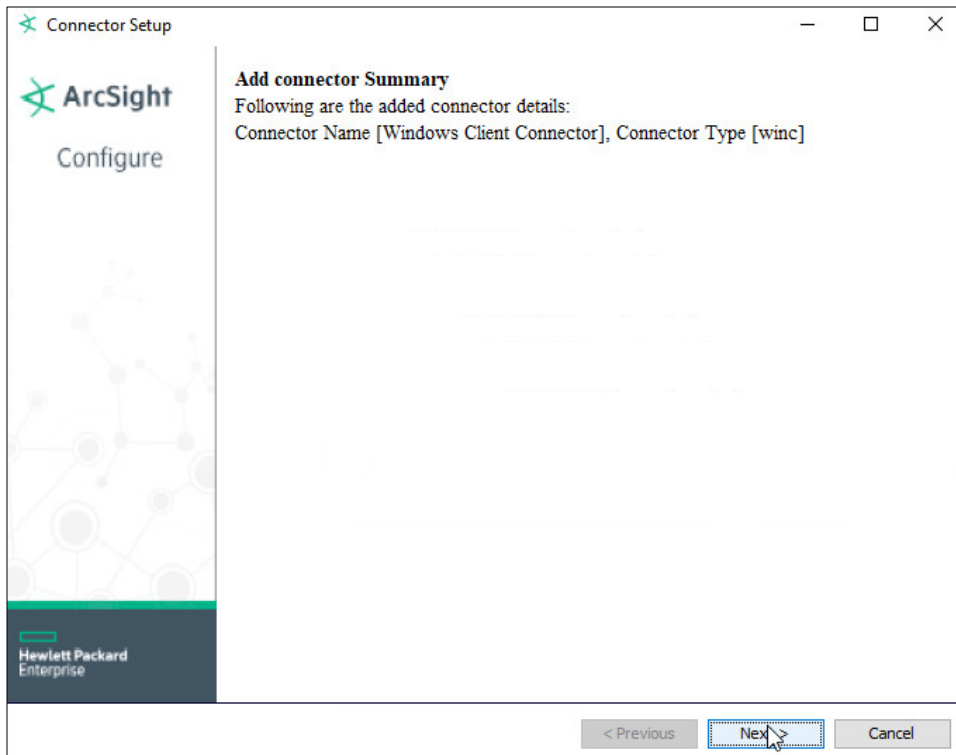 Connector Setup
ArcSight
Configure
Add connector Summary
Following are the added connector details:
Connector Name [Windows Client Connector], Connector Type [winc]
Hewlett Packard
Enterprise
< Previous
Next >
Cancel